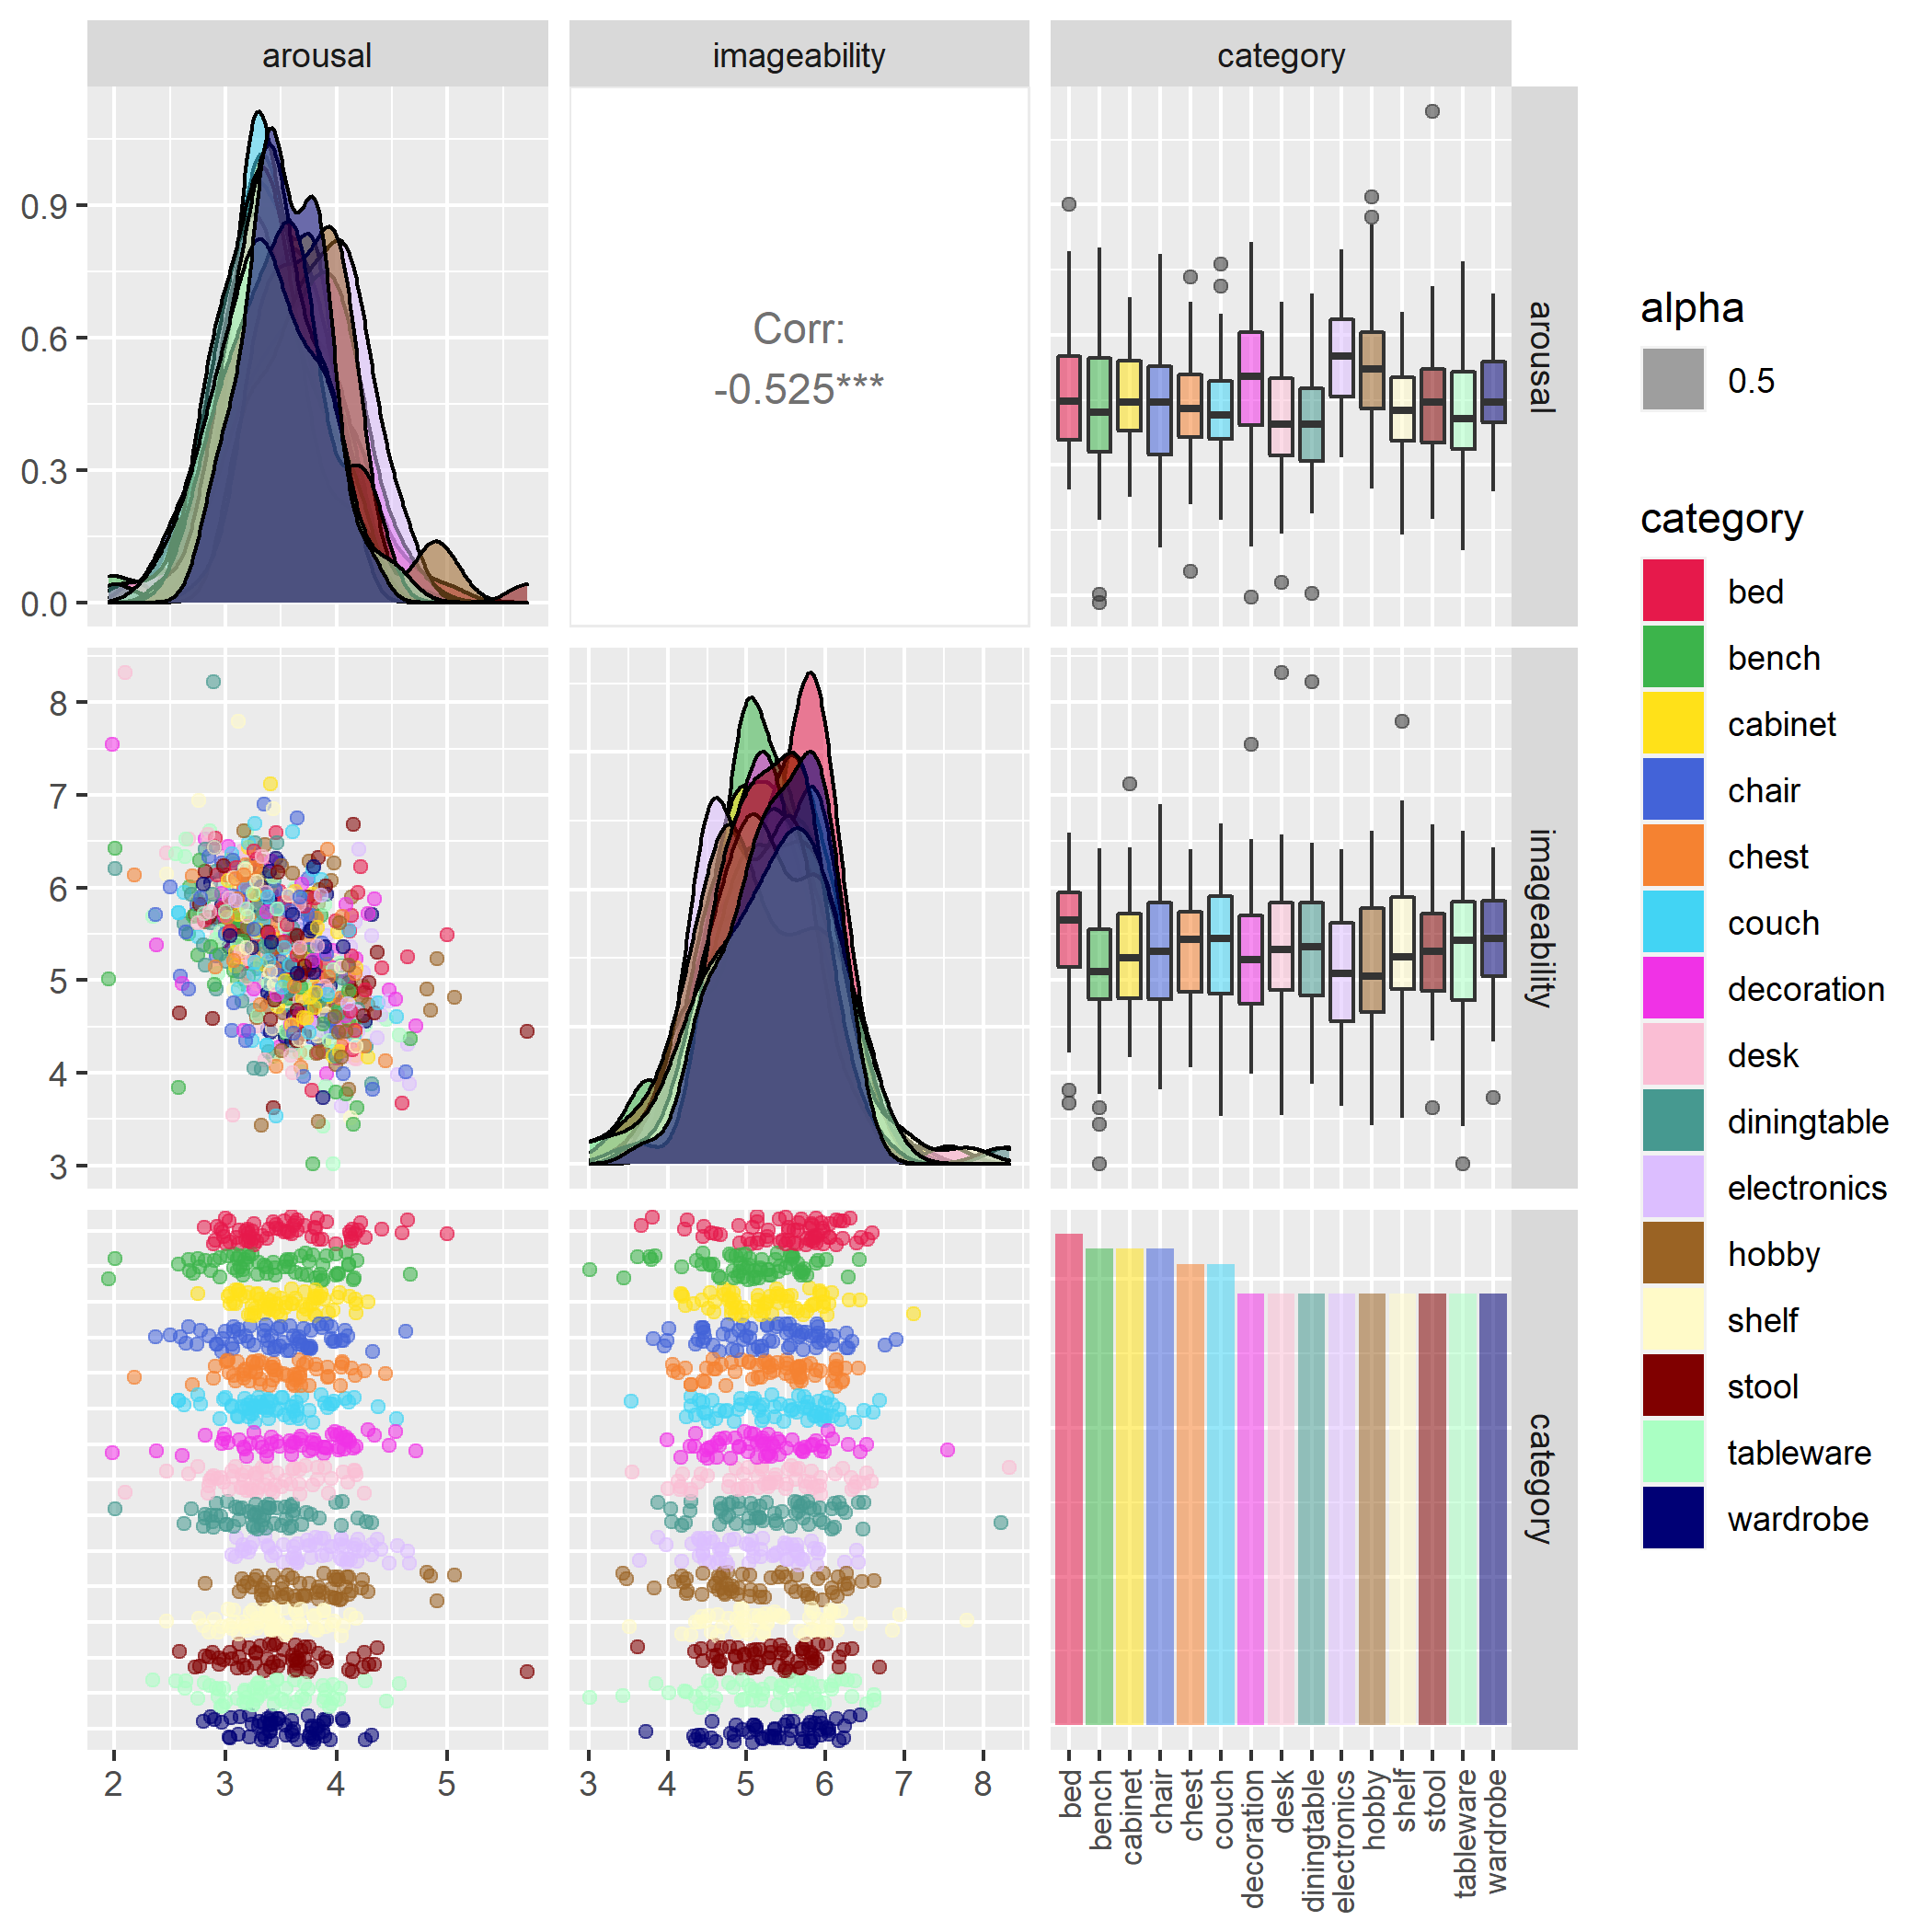 arousal
imageability
category
0.9
0.6
0.3
0.0
Corr:
-0.525***
arousal
8
7
6
5
4
3
imageability
category
2 3 4 5
3 4 5 6 7 8
bed
bench
cabinet
chair
chest
couch
decoration
desk
diningtable
electronics
hobby
shelf
stool
tableware
wardrobe
alpha
0.5
category
bed
bench
cabinet
chair
chest
couch
decoration
desk
diningtable
electronics
hobby
shelf
stool
tableware
wardrobe